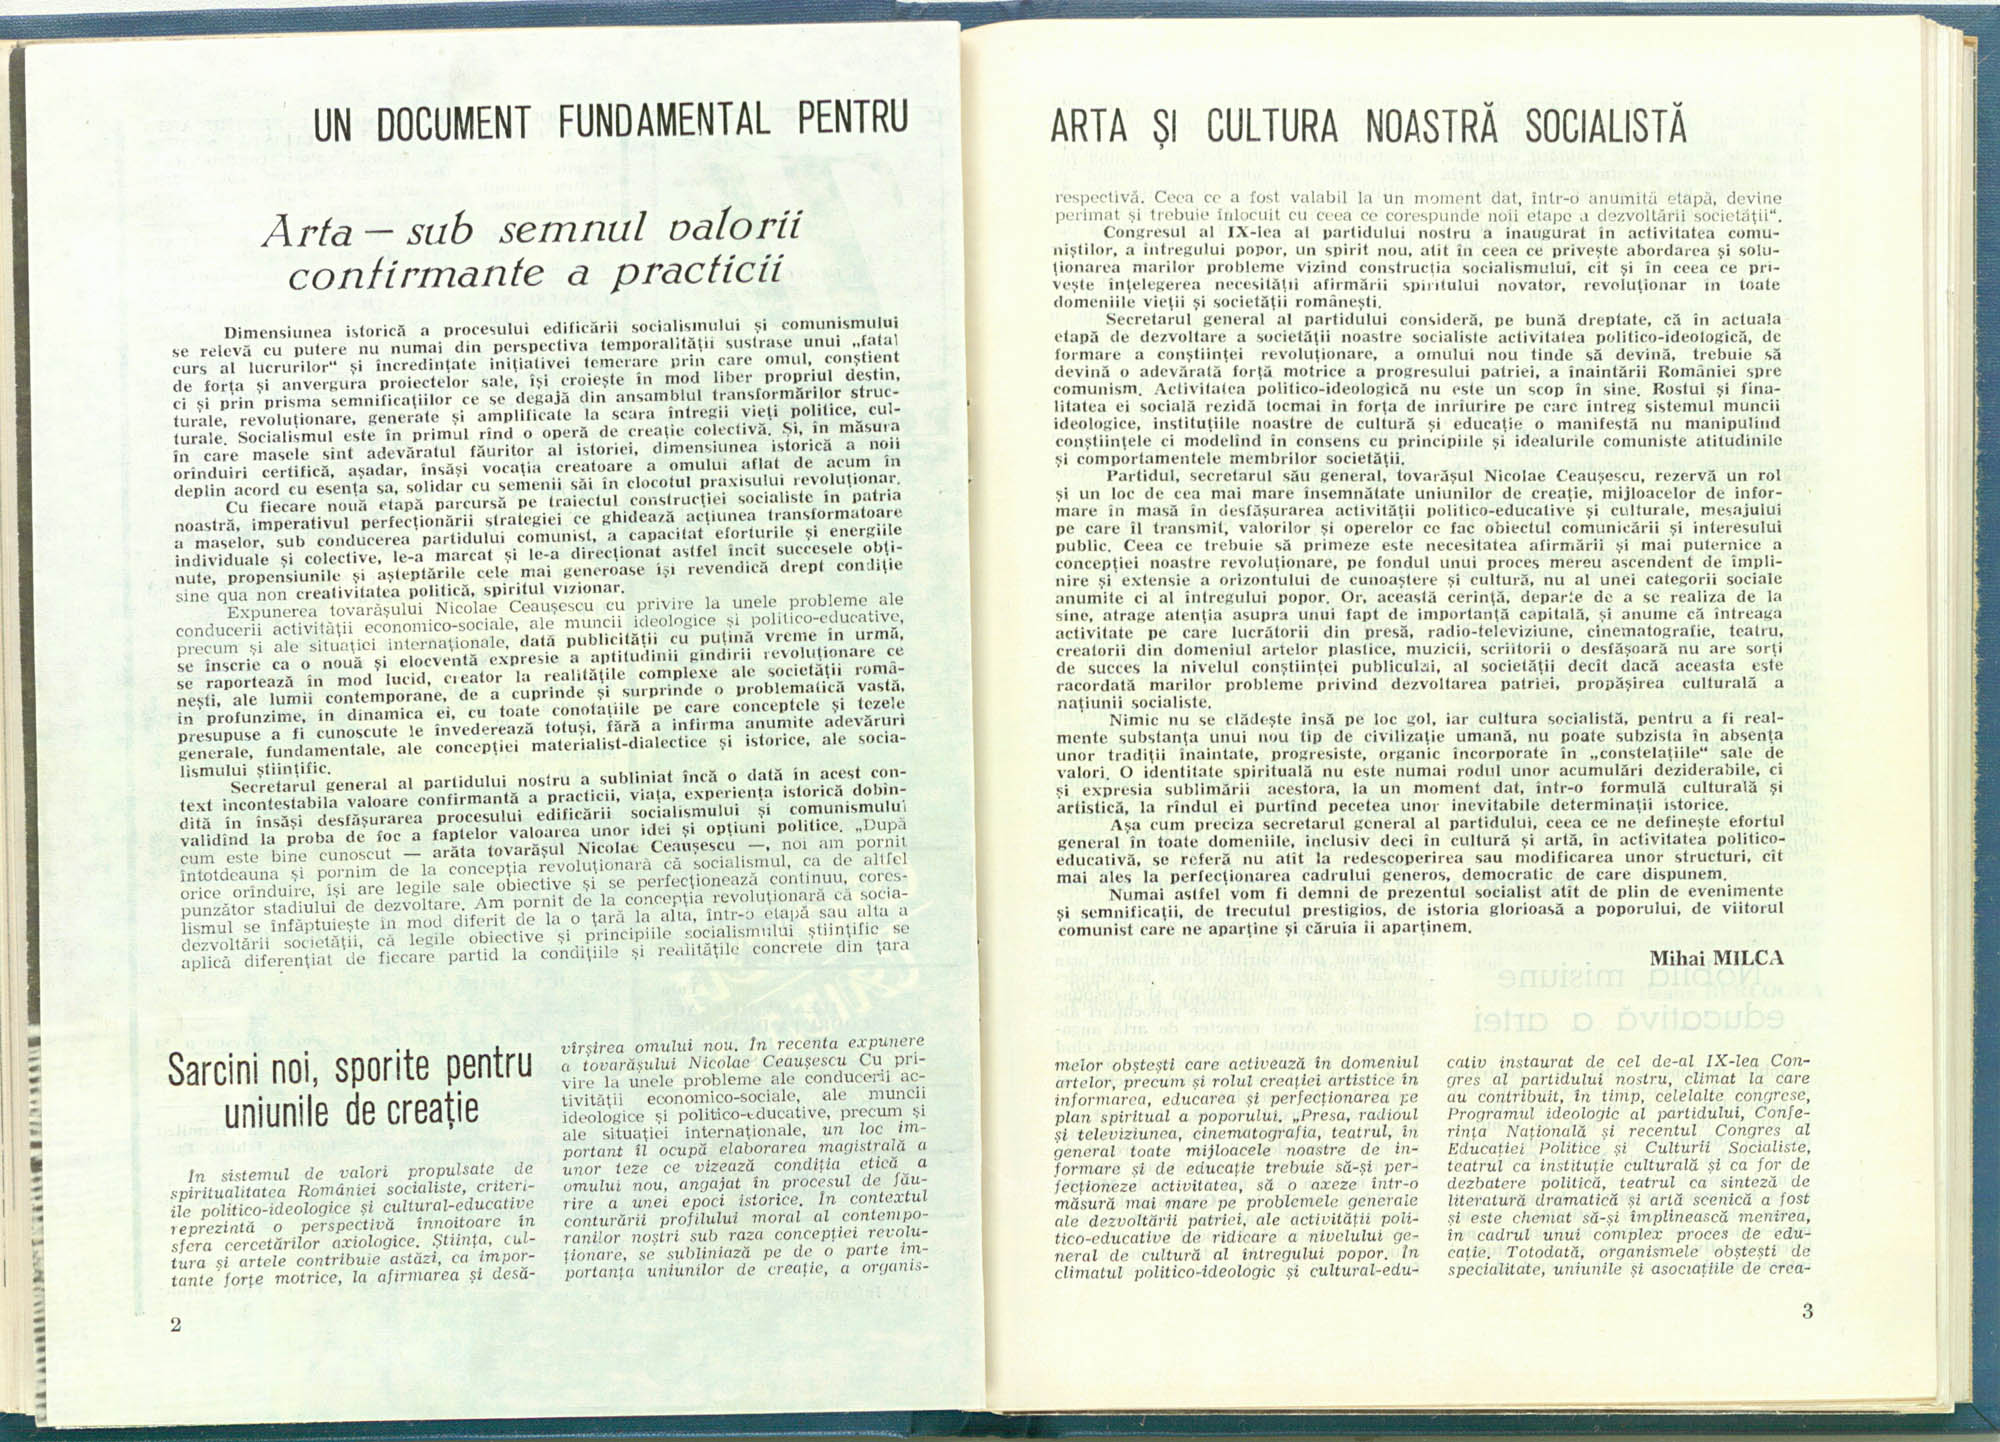 UN DOCUMENT FUNDAMENTAL PENTRU
Arta — sub semnul valorii
confirmante a practicii
Dimensiunea istorică a procesului edificării socialismului și comunismului
se relevă cu putere nu numai din perspectiva temporalității sustrase unui „fatal
curs al lucrurilor“ și încredințate inițiativei temerare prin care omul, conștient
de forța și anvergura proiectelor sale, își croiește în mod liber propriul destin,
ci și prin prisma semnificațiilor ce se degajă din ansamblul transformărilor struc-
turale, revoluționare, generate și amplificate la scara întregii vieți politice, cul-
turale. Socialismul este în primul rînd o operă de creație colectivă. Și, în măsura
în care masele sînt adevăratul făuritor al istoriei, dimensiunea istorică a noii
orînduiri certifică, așadar, însăși vocația creatoare a omului aflat de acum în
deplin acord cu esența sa, solidar cu semenii săi în clocotul praxisului revoluționar.
Cu fiecare nouă etapă parcursă pe traiectul construcției socialiste în patria
noastră, imperativul perfecționării strategiei ce ghidează acțiunea transformatoare
a maselor, sub conducerea partidului comunist, a capacitat eforturile și energiile
individuale și colective, le-a marcat și le-a direcționat astfel încît succesele obți-
nute, propensiunile și așteptările cele mai generoase își revendică drept condiție
sine qua non creativitatea politică, spiritul vizionar.
Expunerea tovarășului Nicolae Ceaușescu cu privire la unele probleme ale
conducerii activității economico-sociale, ale muncii ideologice și politico-educative,
precum și ale situației internaționale, dată publicității cu puțină vreme în urmă,
se înscrie ca o nouă și elocventă expresie a aptitudinii gîndirii revoluționare ce
se raportează în mod lucid, creator la realitățile complexe ale societății româ-
nești, ale lumii contemporane, de a cuprinde și surprinde o problematică vastă,
în profunzime, în dinamica ei, cu toate conotațiile pe care conceptele și tezele
presupuse a fi cunoscute le învederează totuși, fără a infirma anumite adevăruri
generale, fundamentale, ale concepției materialist-dialectice și istorice, ale socia-
lismului științific.
Secretarul general al partidului nostru a subliniat încă o dată în acest con-
text incontestabila valoare confirmantă a practicii, viața, experiența istorică dobîn-
dită în însăși desfășurarea procesului edificării socialismului și comunismului
validînd la proba de foc a faptelor valoarea unor idei și opțiuni politice. „După
cum este bine cunoscut — arăta tovarășul Nicolae Ceaușescu —, noi am pornit
întotdeauna și pornim de la concepția revoluționară că socialismul, ca de altfel
orice orînduire, își are legile sale obiective și se perfecționează continuu, cores-
punzător stadiului de dezvoltare. Am pornit de la concepția revoluționară că socia-
lismul se înfăptuiește în mod diferit de la o țară la alta, într-o etapă sau alta a
dezvoltării societății, că legile obiective și principiile socialismului științific se
aplică diferențiat de fiecare partid la condițiile și realitățile concrete din țara
Sarcini noi, sporite pentru
uniunile de creație
In sistemul de valori propulsate de
spiritualitatea României socialiste, criteri-
ile politico-ideologice și cultural-educative
reprezintă o perspectivă înnoitoare în
sfera cercetărilor axiologice. Știința, cul-
tura și artele contribuie astăzi, ca impor-
tante forțe motrice, la afirmarea și desă-
vîrșirea omului nou. În recenta expunere
a tovarășului Nicolae Ceaușescu Cu pri-
vire la unele probleme ale conducerii ac-
tivității economico-sociale, ale muncii
ideologice și politico-educative, precum și
ale situației internaționale, un loc im-
portant îl ocupă elaborarea magistrală a
unor teze ce vizează condiția etică a
omului nou, angajat în procesul de fău-
rire a unei epoci istorice. În contextul
conturării profilului moral al contempo-
ranilor noștri sub raza concepției revolu-
ționare, se subliniază pe de o parte im-
portanța uniunilor de creație, a organis-
2
ARTA ȘI CULTURA NOASTRĂ SOCIALISTĂ
respectivă. Ceea ce a fost valabil la un moment dat, într-o anumită etapă, devine
perimat și trebuie înlocuit cu ceea ce corespunde noii etape a dezvoltării societății“.
Congresul al IX-lea al partidului nostru a inaugurat în activitatea comu-
niștilor, a întregului popor, un spirit nou, atît în ceea ce privește abordarea și solu-
ționarea marilor probleme vizînd construcția socialismului, cît și în ceea ce pri-
vește înțelegerea necesității afirmării spiritului novator, revoluționar în toate
domeniile vieții și societății românești.
Secretarul general al partidului consideră, pe bună dreptate, că în actuala
etapă de dezvoltare a societății noastre socialiste activitatea politico-ideologică, de
formare a conștiinței revoluționare, a omului nou tinde să devină, trebuie să
devină o adevărată forță motrice a progresului patriei, a înaintării României spre
comunism. Activitatea politico-ideologică nu este un scop în sine. Rostul și fina-
litatea ei socială rezidă tocmai în forța de înrîurire pe care întreg sistemul muncii
ideologice, instituțiile noastre de cultură și educație o manifestă nu manipulînd
conștiințele ci modelînd în consens cu principiile și idealurile comuniste atitudinile
și comportamentele membrilor societății.
Partidul, secretarul său general, tovarășul Nicolae Ceaușescu, rezervă un rol
și un loc de cea mai mare însemnătate uniunilor de creație, mijloacelor de infor-
mare în masă în desfășurarea activității politico-educative și culturale, mesajului
pe care îl transmit, valorilor și operelor ce fac obiectul comunicării și interesului
public. Ceea ce trebuie să primeze este necesitatea afirmării și mai puternice a
concepției noastre revoluționare, pe fondul unui proces mereu ascendent de împli-
nire și extensie a orizontului de cunoaștere și cultură, nu al unei categorii sociale
anumite ci al întregului popor. Or, această cerință, departe de a se realiza de la
sine, atrage atenția asupra unui fapt de importanță capitală, și anume că întreaga
activitate pe care lucrătorii din presă, radio-televiziune, cinematografie, teatru,
creatorii din domeniul artelor plastice, muzicii, scriitorii o desfășoară nu are sorți
de succes la nivelul conștiinței publicului, al societății decît dacă aceasta este
racordată marilor probleme privind dezvoltarea patriei, propășirea culturală a
națiunii socialiste.
Nimic nu se clădește însă pe loc gol, iar cultura socialistă, pentru a fi real-
mente substanța unui nou tip de civilizație umană, nu poate subzista în absența
unor tradiții înaintate, progresiste, organic încorporate în „constelațiile“ sale de
valori. O identitate spirituală nu este numai rodul unor acumulări deziderabile, ci
și expresia sublimării acestora, la un moment dat, într-o formulă culturală și
artistică, la rîndul ei purtînd pecetea unor inevitabile determinații istorice.
Așa cum preciza secretarul general al partidului, ceea ce ne definește efortul
general în toate domeniile, inclusiv deci în cultură și artă, în activitatea politico-
educativă, se referă nu atît la redescoperirea sau modificarea unor structuri, cît
mai ales la perfecționarea cadrului generos, democratic de care dispunem.
Numai astfel vom fi demni de prezentul socialist atît de plin de evenimente
și semnificații, de trecutul prestigios, de istoria glorioasă a poporului, de viitorul
comunist care ne aparține și căruia îi aparținem.
Mihai MILCA
melor obștești care activează în domeniul
artelor, precum și rolul creației artistice în
informarea, educarea și perfecționarea pe
plan spiritual a poporului. „Presa, radioul
și televiziunea, cinematografia, teatrul, în
general toate mijloacele noastre de in-
formare și de educație trebuie să-și per-
fecționeze activitatea, să o axeze într-o
măsură mai mare pe problemele generale
ale dezvoltării patriei, ale activității poli-
tico-educative de ridicare a nivelului ge-
neral de cultură al întregului popor. În
climatul politico-ideologic și cultural-edu-
cativ instaurat de cel de-al IX-lea Con-
gres al partidului nostru, climat la care
au contribuit, în timp, celelalte congrese,
Programul ideologic al partidului, Confe-
rința Națională și recentul Congres al
Educației Politice și Culturii Socialiste,
teatrul ca instituție culturală și ca for de
dezbatere politică, teatrul ca sinteză de
literatură dramatică și artă scenică a fost
și este chemat să-și împlinească menirea,
în cadrul unui complex proces de edu-
cație. Totodată, organismele obștești de
specialitate, uniunile și asociațiile de crea-
3